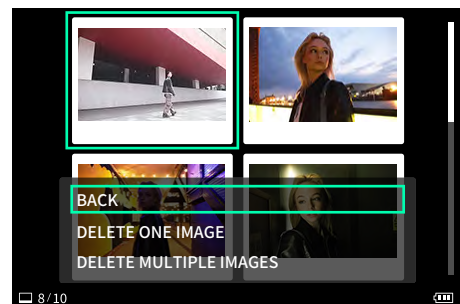 BACK
DELETE ONE IMAGE
DELETE MULTIPLE IMAGES
8/10